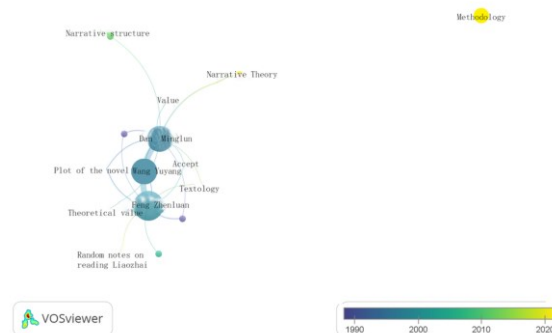 Methodology
Narrative structure
Narrative Theory
Value
Dan Minglun
Accept
Plot of the novel
Wang Yuyang
Textology
Feng Zhenluan
Theoretical value
Random notes on
reading Liaozhai
VOSviewer
1990 2000 2010 2020